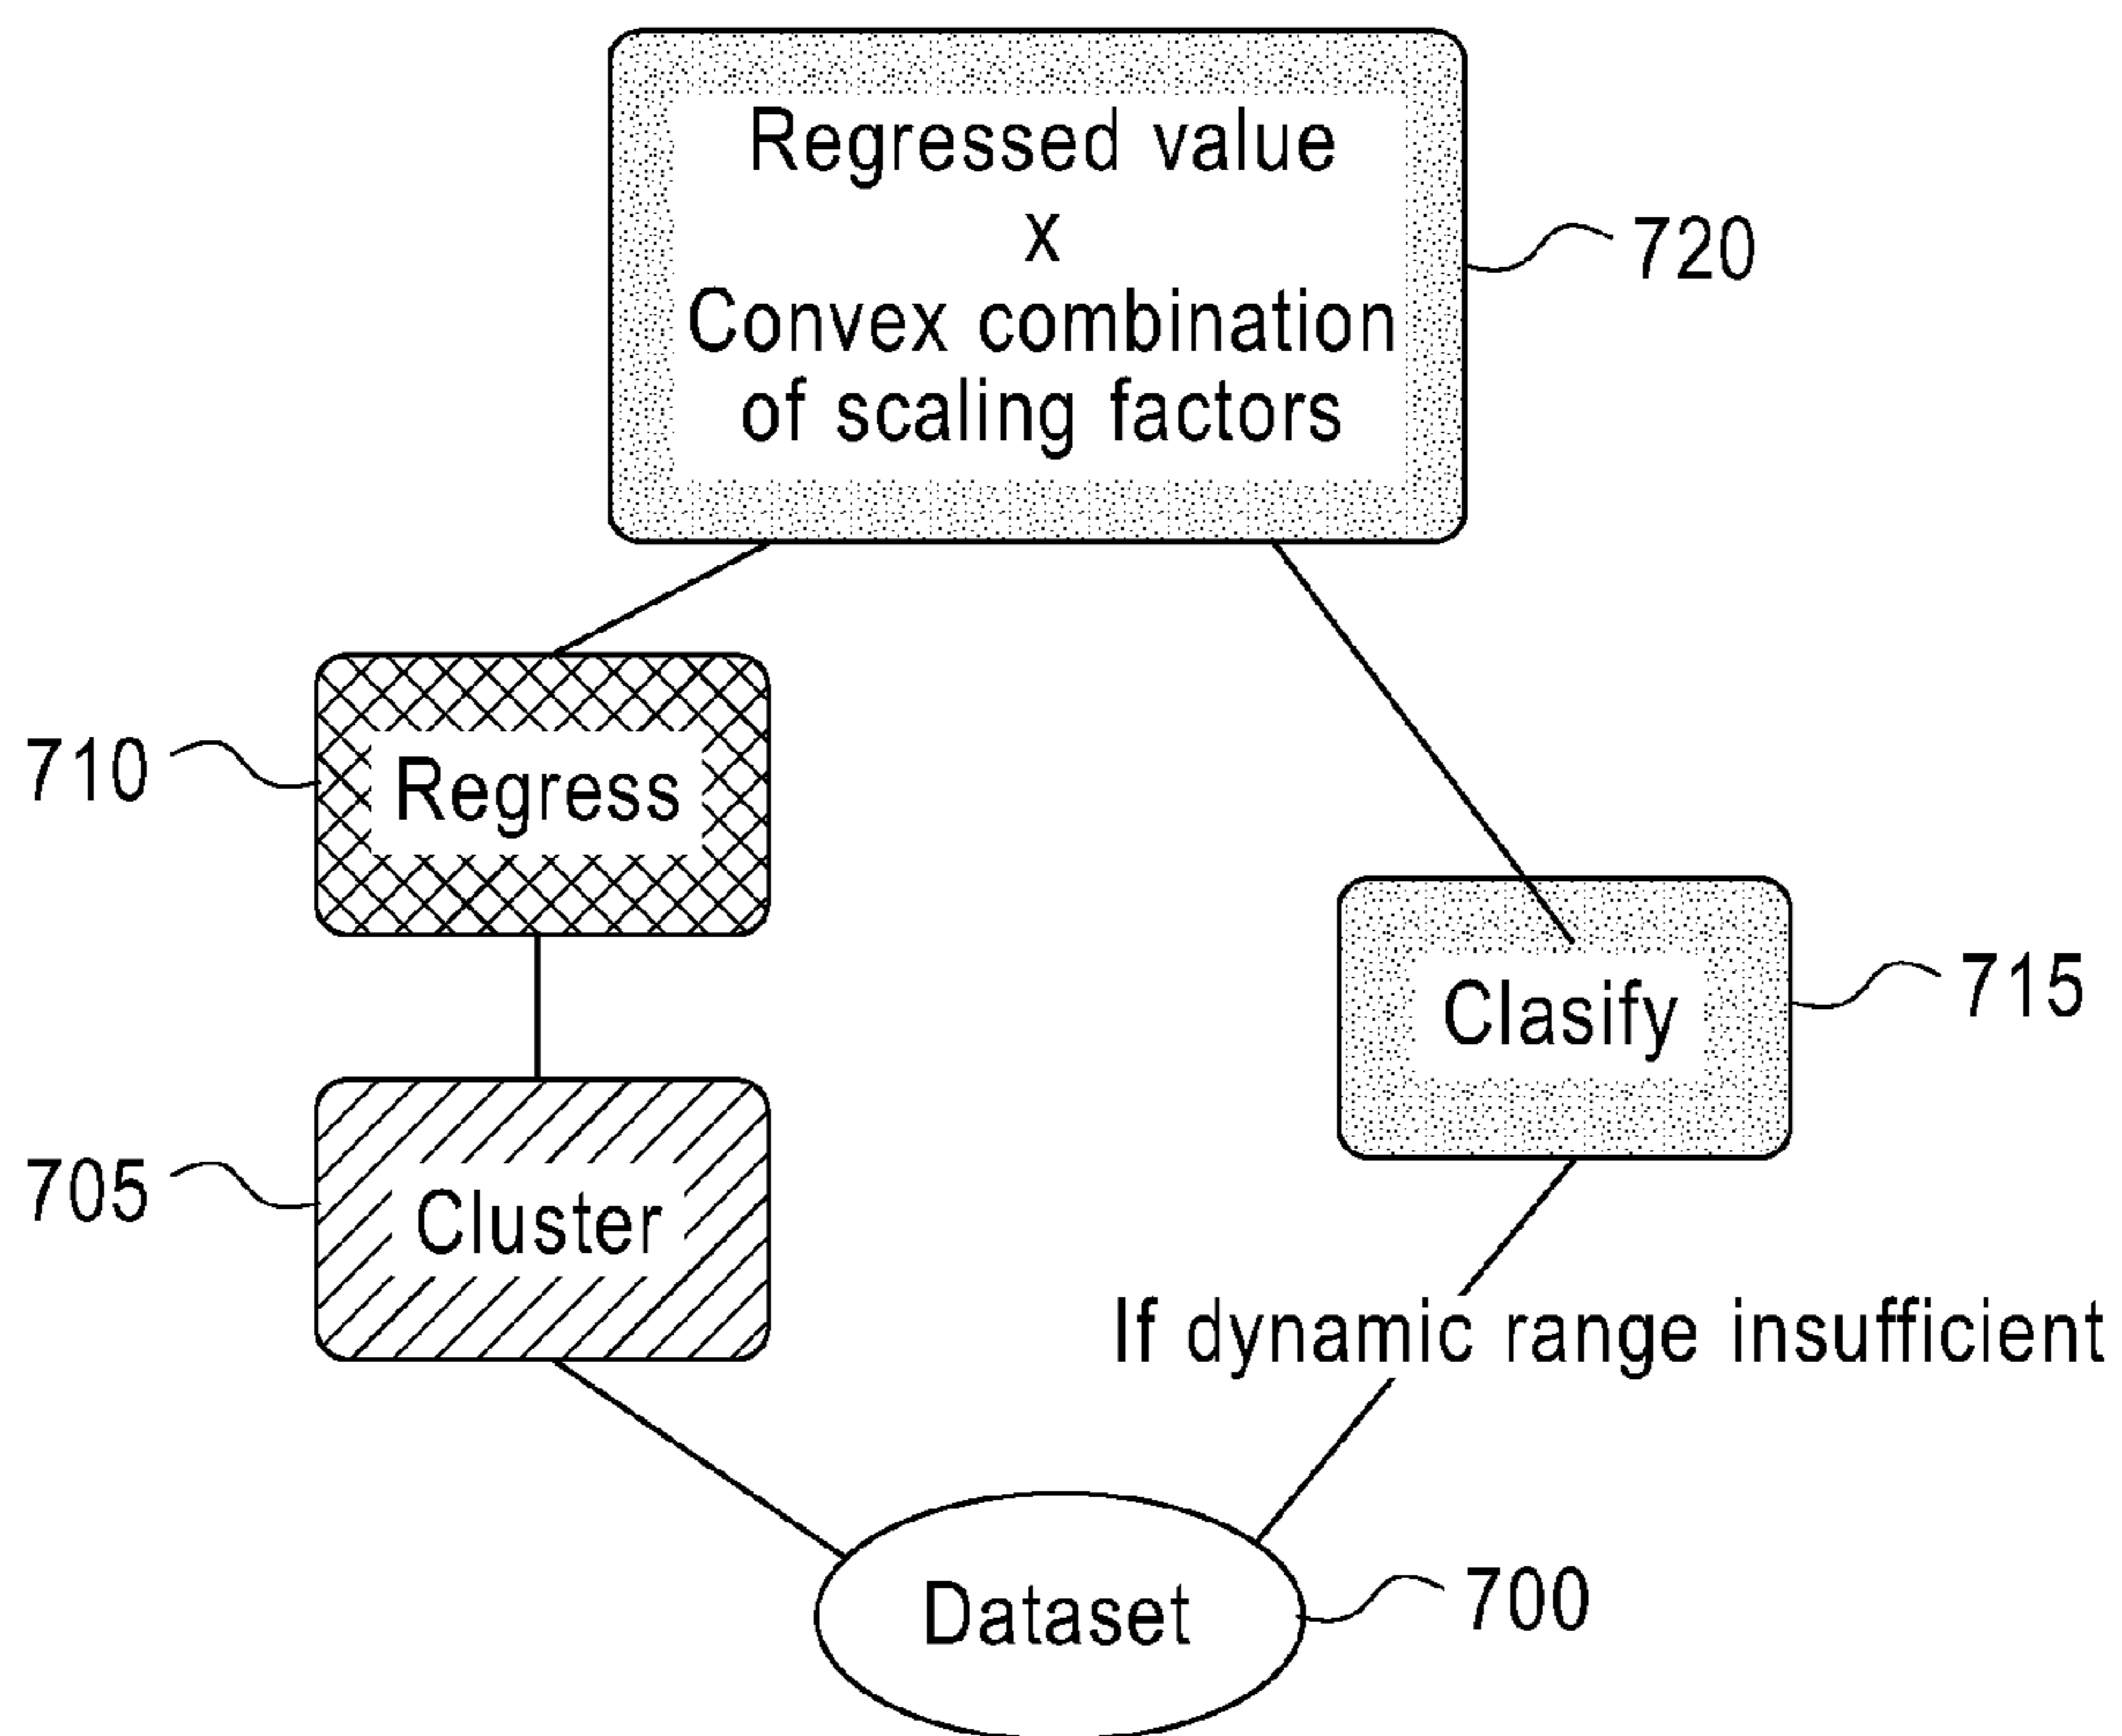 Regressed value
x
Convex combination
of scaling factors
720
710
Regress
Clasify
715
705
Cluster
If dynamic range insufficient
Dataset
700